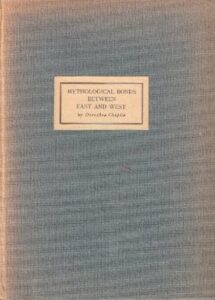 MYTHOLOGICAL BONDS
BETWEEN
EAST AND WEST
by Dorothea Chaplin